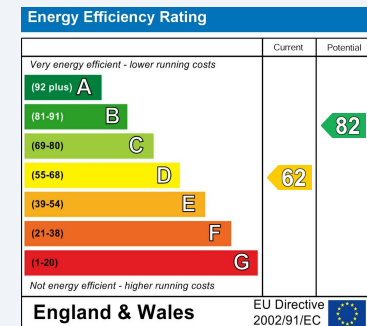 Energy Efficiency Rating
Current Potential
Very energy efficient - lower running costs
(92 plus) A
(81-91) B
82
(69-80) C
(55-68) D
62
(39-54) E
(21-38) F
(1-20) G
Not energy efficient - higher running costs
England & Wales
EU Directive
2002/91/EC